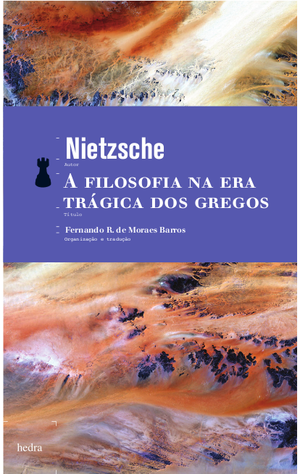 Nietzsche
Autor
A FILOSOFIA NA ERA
TRÁGICA DOS GREGOS
Título
Fernando R. de Moraes Barros
Organização e tradução
hedra